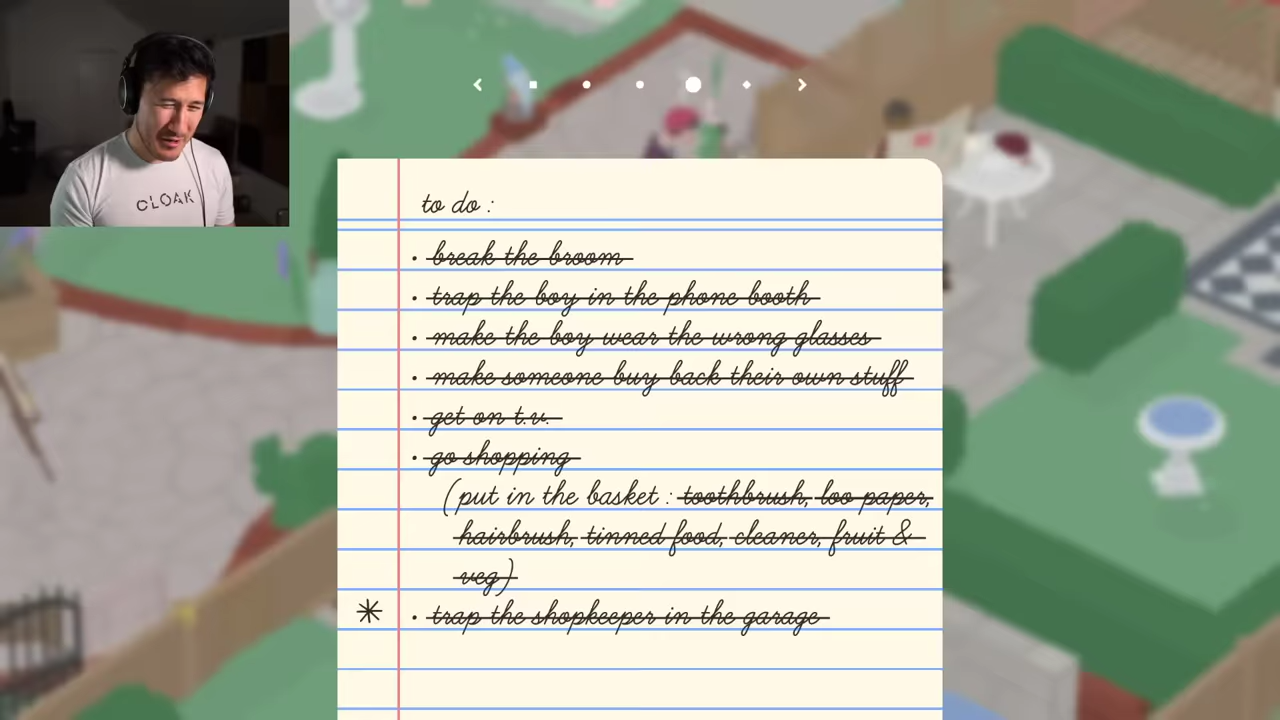 CLOAK
to do :
• break the broom
• trap the boy in the phone booth
• make the boy wear the wrong glasses
• make someone buy back their own stuff
• get on t.v.
• go shopping
(put in the basket : toothbrush, loo paper,
hairbrush, tinned food, cleaner, fruit &
veg)
• trap the shopkeeper in the garage